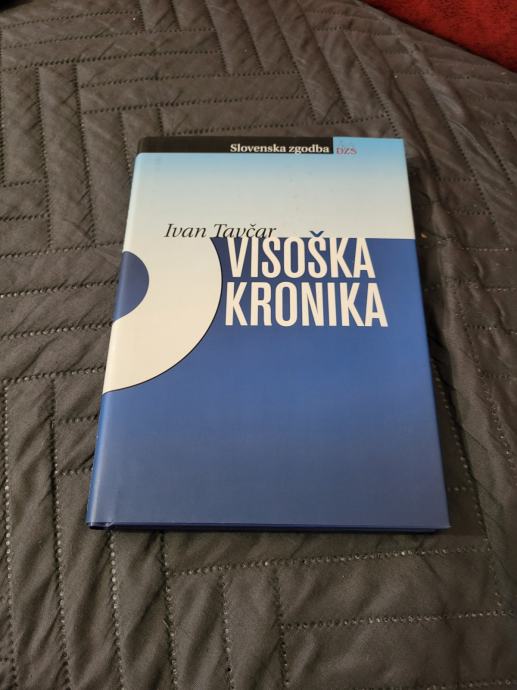 Slovenska zgodba DZS
Ivan Tavčar
VISOŠKA
KRONIKA